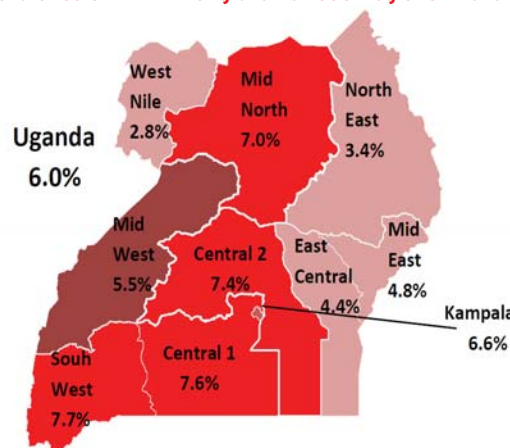 West
Nile
2.8%
Mid
North
7.0%
North
East
3.4%
Uganda
6.0%
Mid
West
5.5%
Central 2
7.4%
East
Central
4.4%
Mid
East
4.8%
Kampala
6.6%
Souh
West
7.7%
Central 1
7.6%